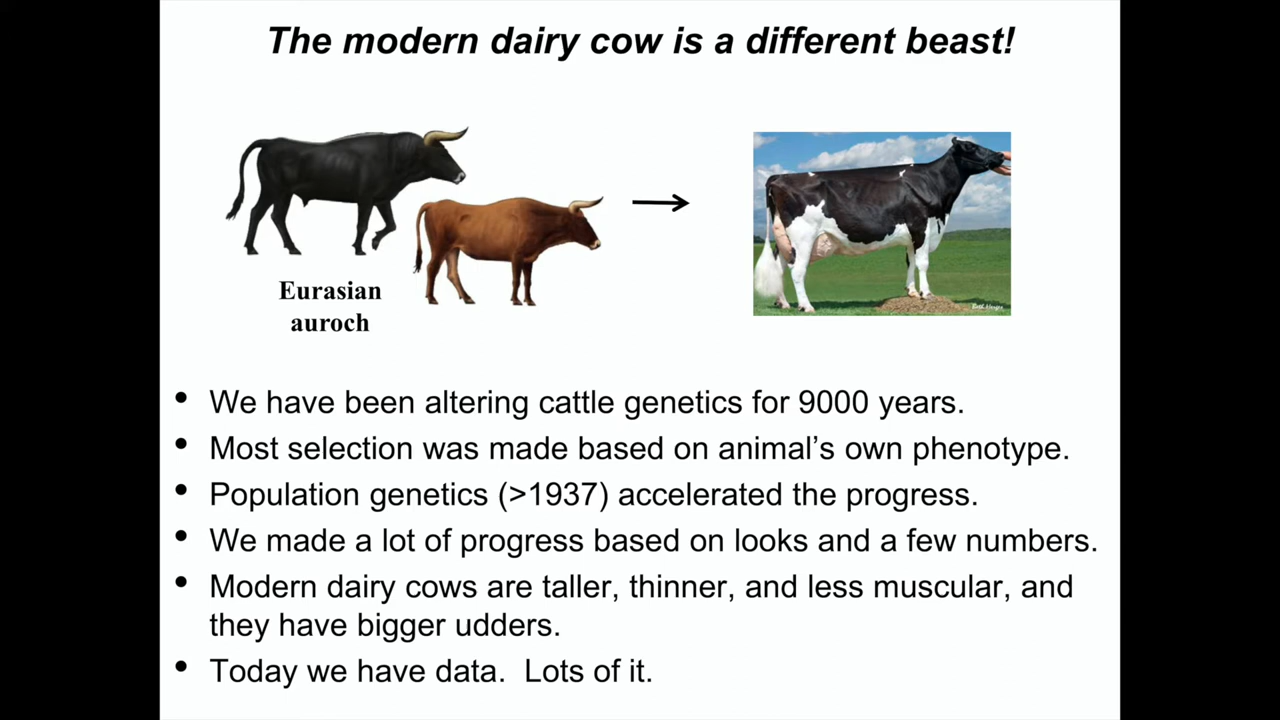 The modern dairy cow is a different beast!
Eurasian
auroch
• We have been altering cattle genetics for 9000 years.
• Most selection was made based on animal's own phenotype.
• Population genetics (>1937) accelerated the progress.
• We made a lot of progress based on looks and a few numbers.
• Modern dairy cows are taller, thinner, and less muscular, and
they have bigger udders.
• Today we have data.  Lots of it.